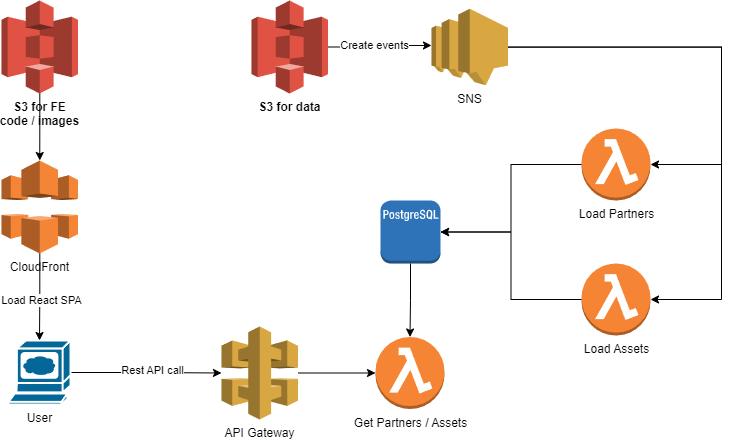 Create events
S3 for FE
code / images
S3 for data
SNS
Load Partners
PostgreSQL
CloudFront
Load React SPA
Load Assets
Rest API call
User
API Gateway
Get Partners / Assets